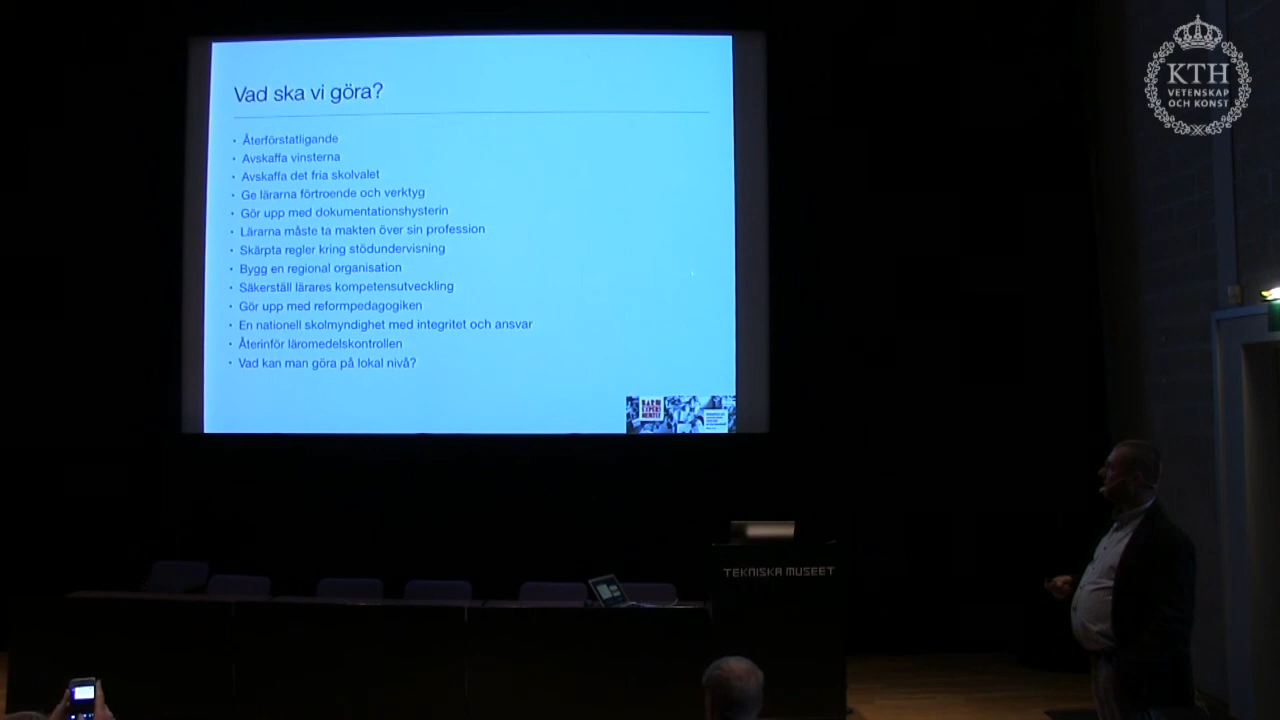 Vad ska vi göra?
• Återförstatligande
• Avskaffa vinsterna
• Avskaffa det fria skolvalet
• Ge lärarna förtroende och verktyg
• Gör upp med dokumentationshysterin
• Lärarna måste ta makten över sin profession
• Skärpta regler kring stödundervisning
• Bygg en regional organisation
• Säkerställ lärares kompetensutveckling
• Gör upp med reformpedagogiken
• En nationell skolmyndighet med integritet och ansvar
• Återinför läromedelskontrollen
• Vad kan man göra på lokal nivå?
BARN
EXPERI
MENTET
KTH
VETENSKAP
OCH KONST
TEKNISKA MUSEET